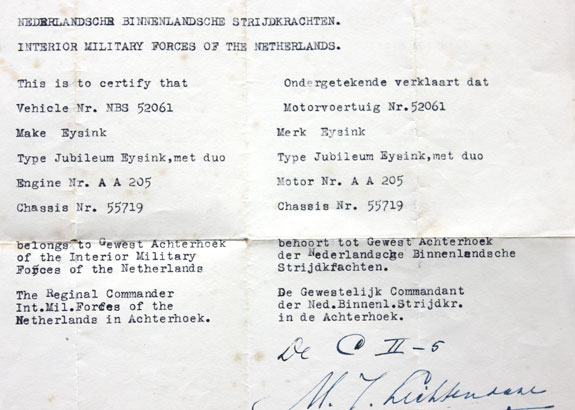 NEDERLANDSCHE BINNENLANDSCHE STRIJDKRACHTEN.
INTERIOR MILITARY FORCES OF THE NETHERLANDS.
This is to certify that
Vehicle Nr. NBS 52061
Make Eysink
Type Jubileum Eysink,met duo
Engine Nr. A A 205
Chassis Nr. 55719
belongs to Gewest Achterhoek
of the Interior Military
Forces of the Netherlands
The Reginal Commander
Int.Mil.Forces of the
Netherlands in Achterhoek.
Ondergetekende verklaart dat
Motorvoertuig Nr.52061
Merk Eysink
Type Jubileum Eysink,met duo
Motor Nr. A A 205
Chassis Nr. 55719
behoort tot Gewest Achterhoek
der Nederlandsche Binnenlandsche
Strijdkrachten.
De Gewestelijk Commandant
der Ned.Binnenl.Strijdkr.
in de Achterhoek.
De C II-5